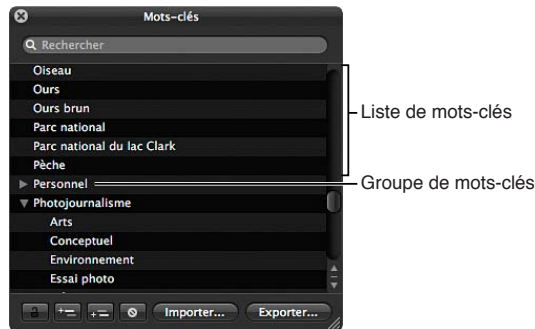 Mots-clés
Rechercher
Oiseau
Ours
Ours brun
Parc national
Parc national du lac Clark
Pèche
Personnel
Photojournalisme
Arts
Conceptuel
Environnement
Essai photo
Importer...
Exporter...
Liste de mots-clés
Groupe de mots-clés